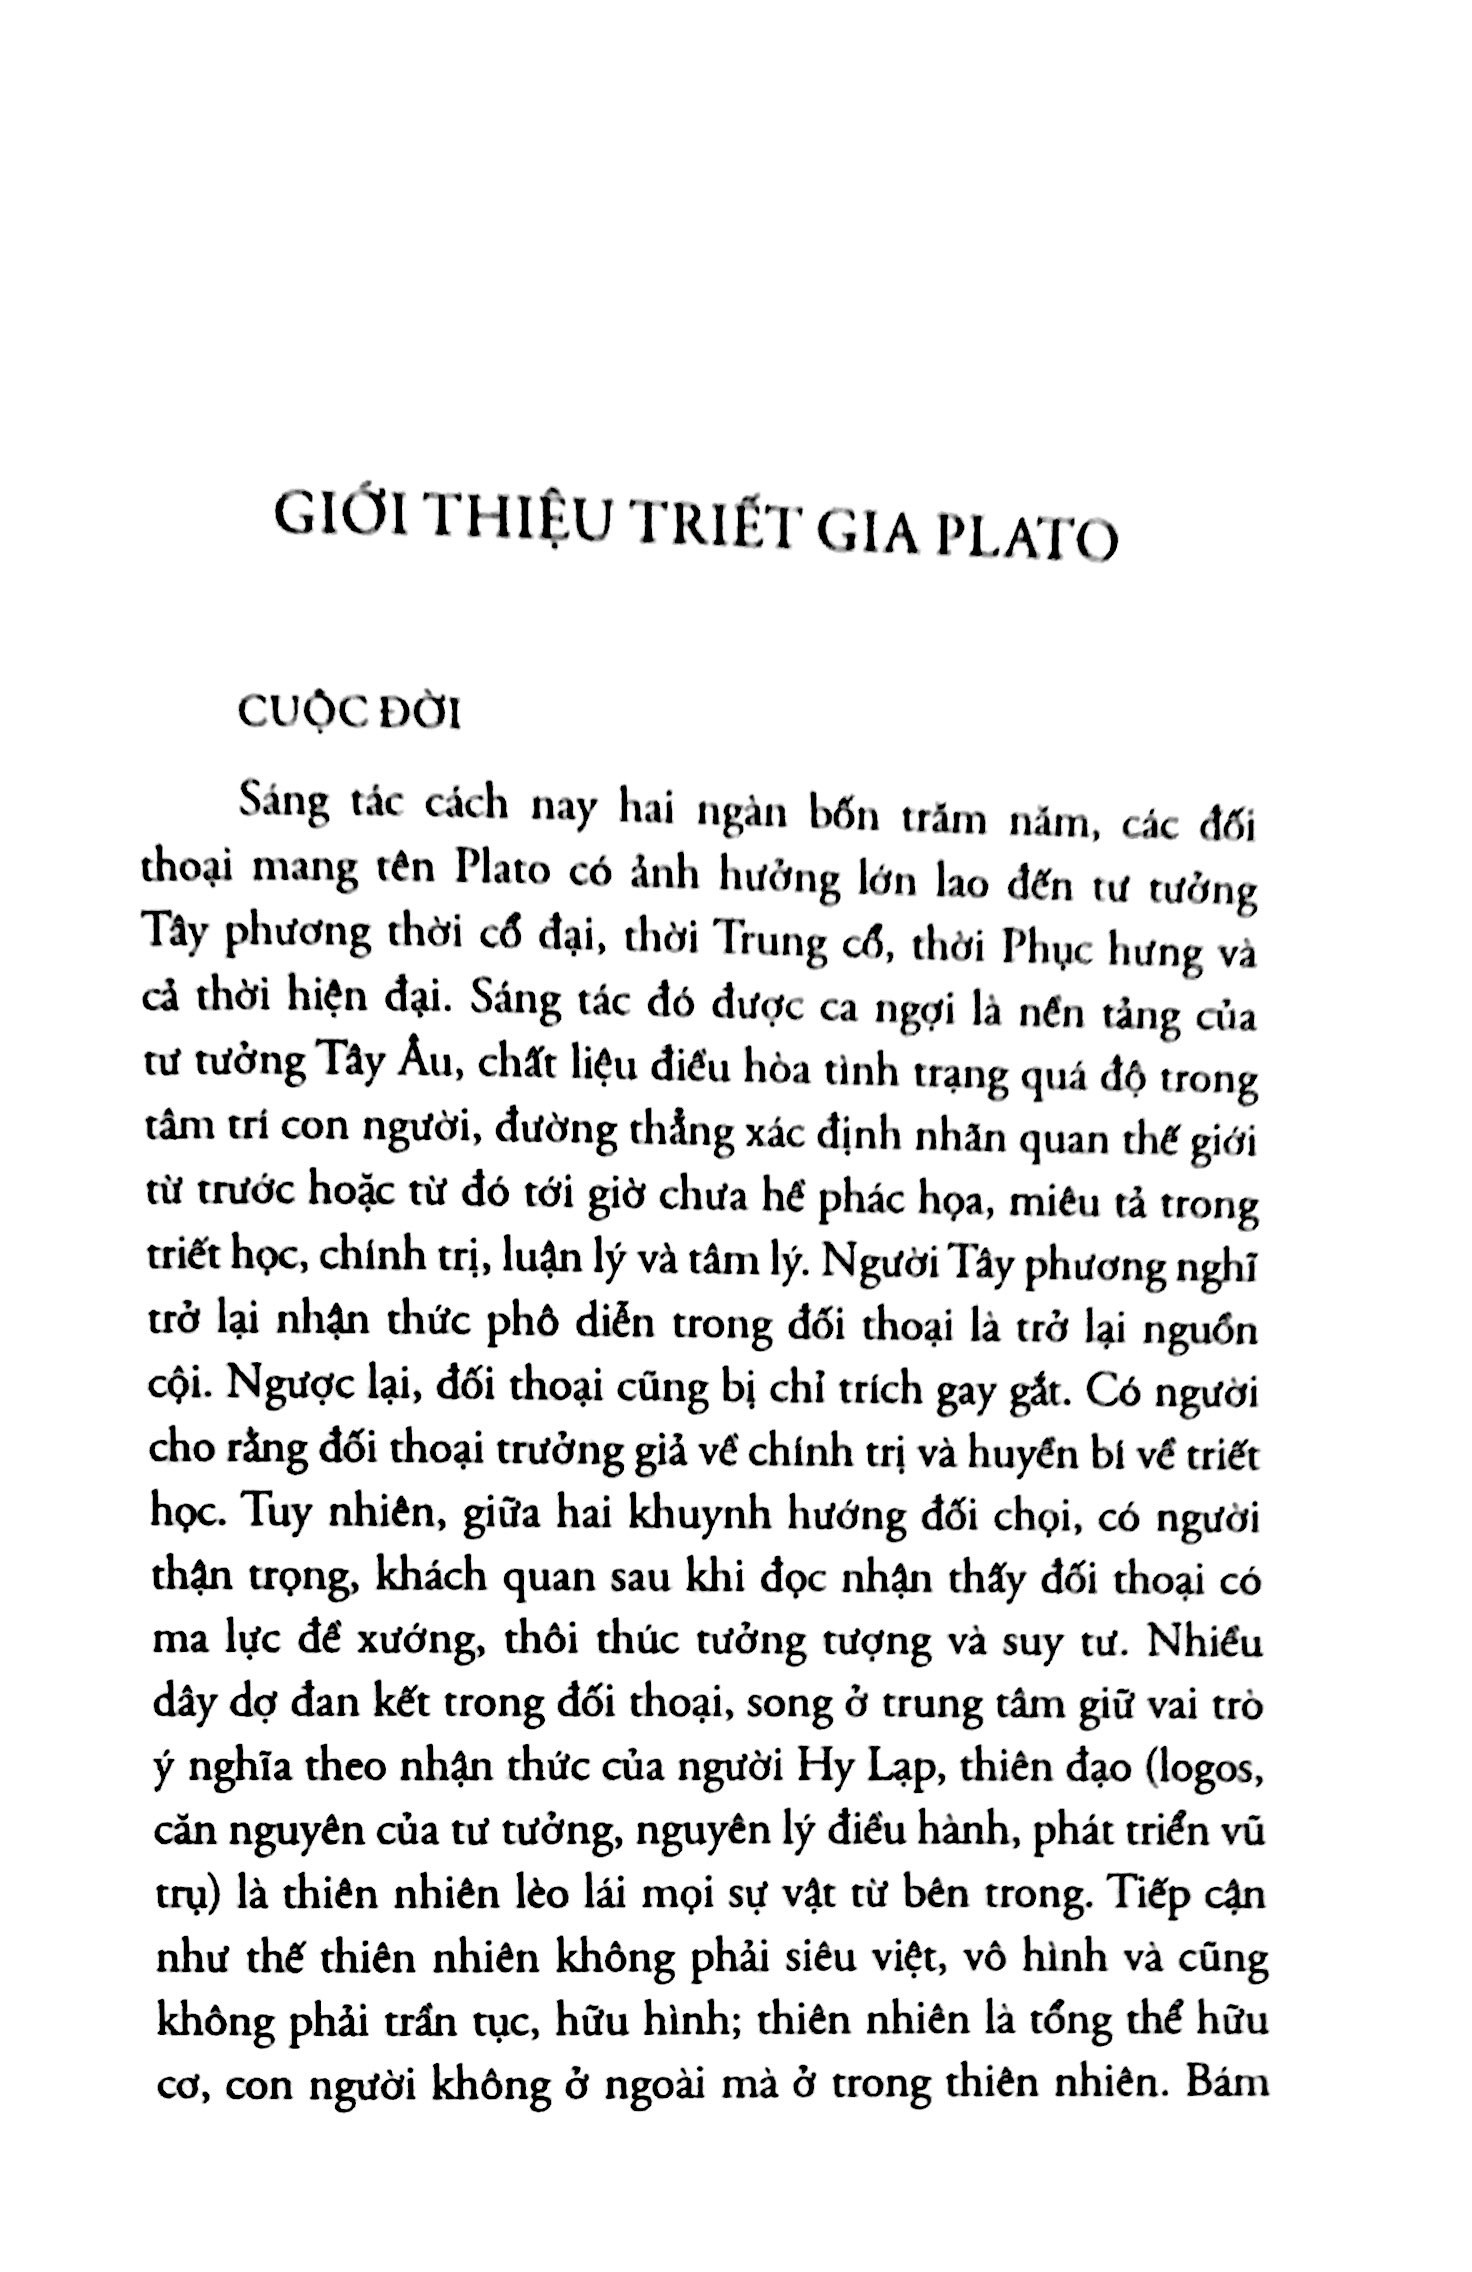 GIỚI THIỆU TRIẾT GIA PLATO
CUỘC ĐỜI
Sáng tác cách nay hai ngàn bốn trăm năm, các đối
thoại mang tên Plato có ảnh hưởng lớn lao đến tư tưởng
Tây phương thời cổ đại, thời Trung cổ, thời Phục hưng và
cả thời hiện đại. Sáng tác đó được ca ngợi là nền tảng của
tư tưởng Tây Âu, chất liệu điều hòa tình trạng quá độ trong
tâm trí con người, đường thẳng xác định nhãn quan thế giới
từ trước hoặc từ đó tới giờ chưa hề phác họa, miêu tả trong
triết học, chính trị, luận lý và tâm lý. Người Tây phương nghĩ
trở lại nhận thức phô diễn trong đối thoại là trở lại nguồn
cội. Ngược lại, đối thoại cũng bị chỉ trích gay gắt. Có người
cho rằng đối thoại trưởng giả về chính trị và huyền bí về triết
học. Tuy nhiên, giữa hai khuynh hướng đối chọi, có người
thận trọng, khách quan sau khi đọc nhận thấy đối thoại có
ma lực đề xướng, thôi thúc tưởng tượng và suy tư. Nhiều
dây dợ đan kết trong đối thoại, song ở trung tâm giữ vai trò
ý nghĩa theo nhận thức của người Hy Lạp, thiên đạo (logos,
căn nguyên của tư tưởng, nguyên lý điều hành, phát triển vũ
trụ) là thiên nhiên lèo lái mọi sự vật từ bên trong. Tiếp cận
như thế thiên nhiên không phải siêu việt, vô hình và cũng
không phải trần tục, hữu hình; thiên nhiên là tổng thể hữu
cơ, con người không ở ngoài mà ở trong thiên nhiên. Bám